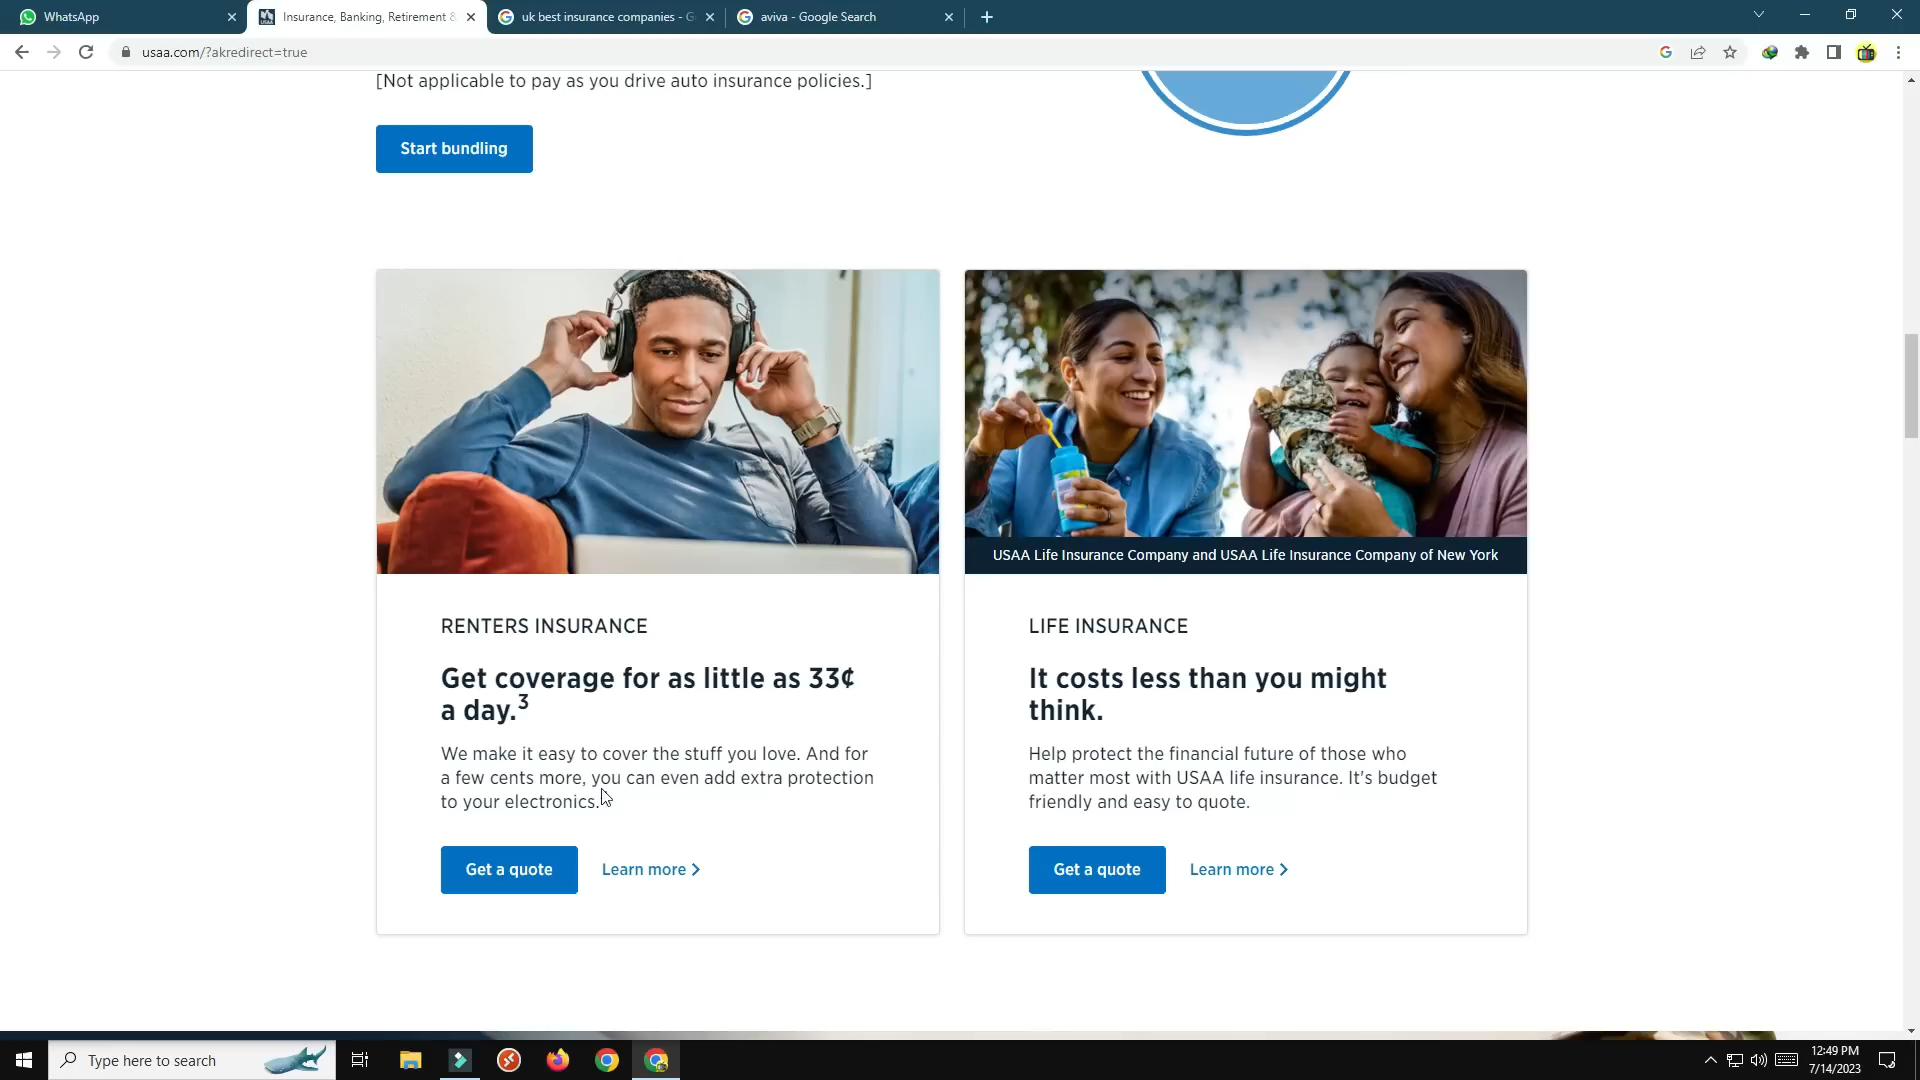 WhatsApp
Insurance, Banking, Retirement &
uk best insurance companies - G
aviva - Google Search
usaa.com/?akredirect=true
[Not applicable to pay as you drive auto insurance policies.]
Start bundling
USAA Life Insurance Company and USAA Life Insurance Company of New York
RENTERS INSURANCE
Get coverage for as little as 33¢
a day.3
We make it easy to cover the stuff you love. And for
a few cents more, you can even add extra protection
to your electronics.
Get a quote
Learn more
LIFE INSURANCE
It costs less than you might
think.
Help protect the financial future of those who
matter most with USAA life insurance. It's budget
friendly and easy to quote.
Get a quote
Learn more
Type here to search
12:49 PM
7/14/2023